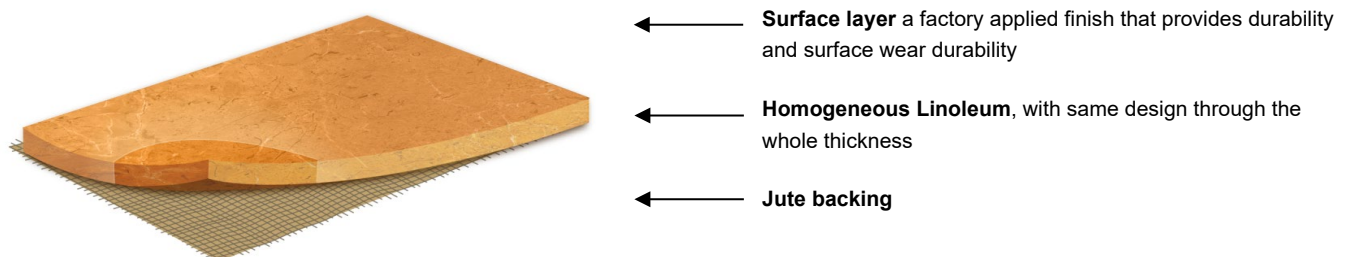 Surface layer a factory applied finish that provides durability
and surface wear durability
Homogeneous Linoleum, with same design through the
whole thickness
Jute backing